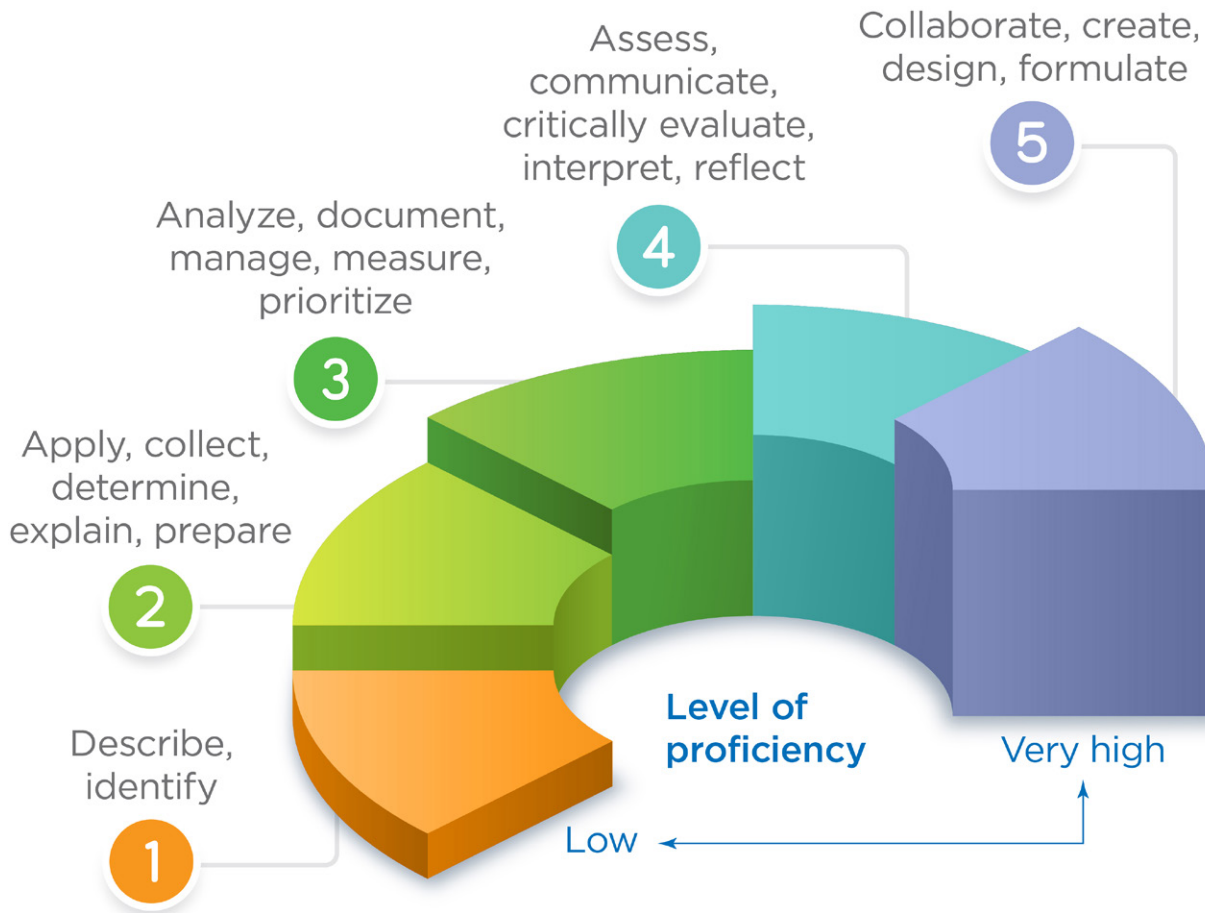 Describe,
identify
1
Apply, collect,
determine,
explain, prepare
2
Analyze, document,
manage, measure,
prioritize
3
Assess,
communicate,
critically evaluate,
interpret, reflect
4
Collaborate, create,
design, formulate
5
Level of
proficiency
Low
Very high